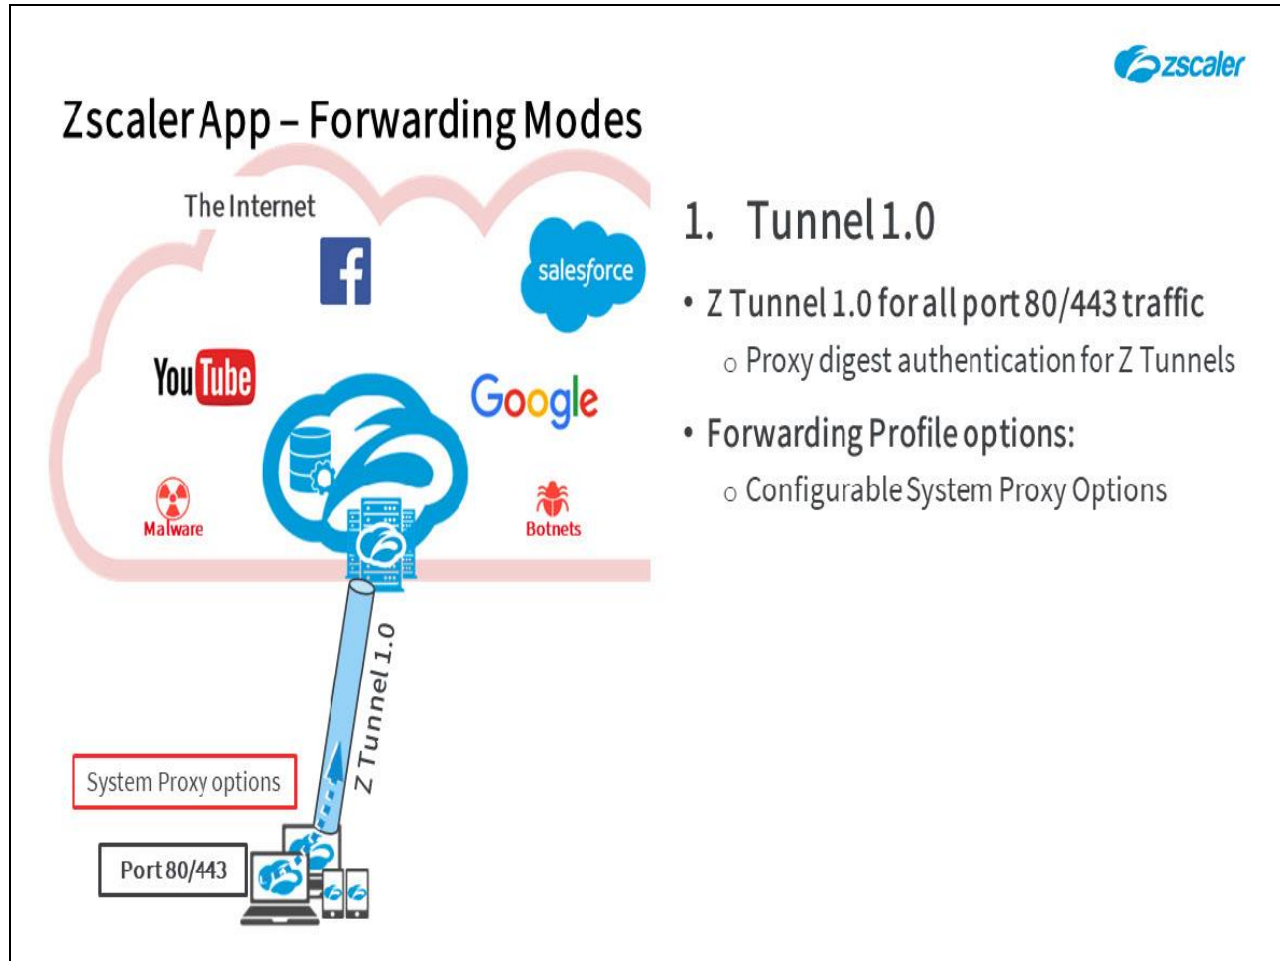 zscaler
Zscaler App – Forwarding Modes
The Internet
salesforce
YouTube
Google
Malware
Botnets
Z Tunnel 1.0
System Proxy options
Port 80/443
1. Tunnel 1.0
• Z Tunnel 1.0 for all port 80/443 traffic
o Proxy digest authentication for Z Tunnels
• Forwarding Profile options:
o Configurable System Proxy Options